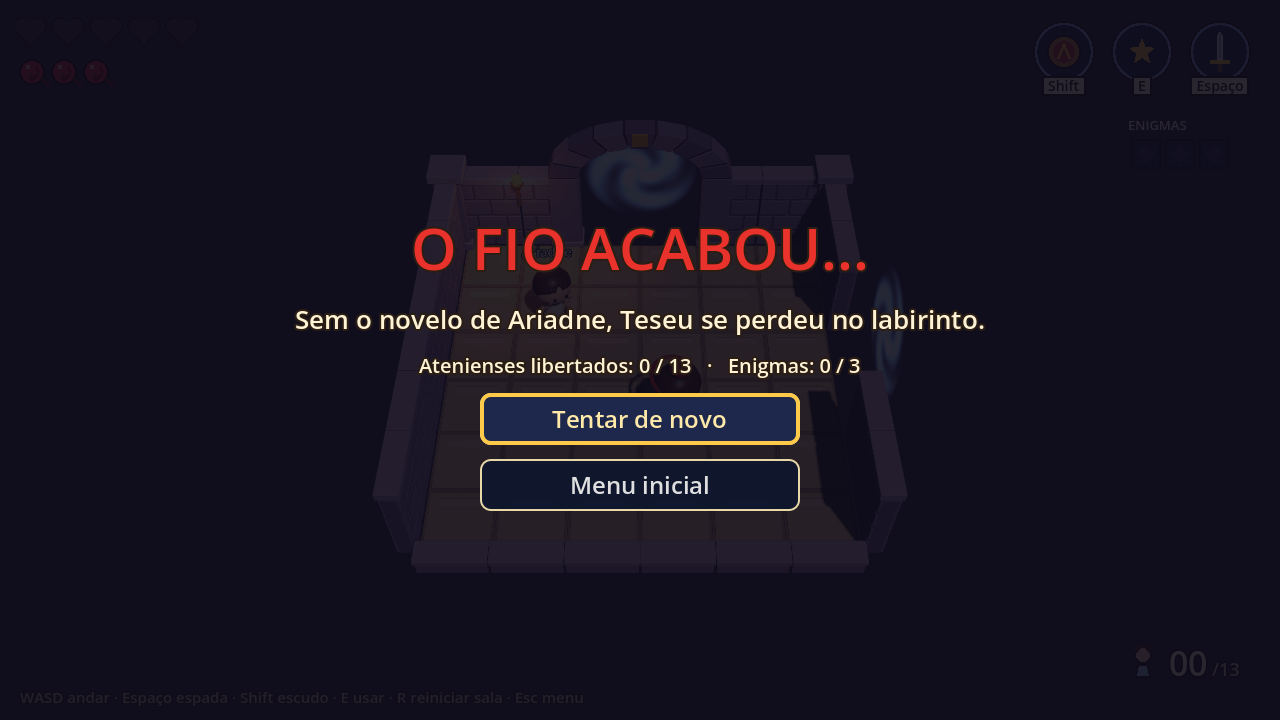 Shift
E
Espaço
ENIGMAS
O FIO ACABOU...
Sem o novelo de Ariadne, Teseu se perdeu no labirinto.
Atenienses libertados: 0 / 13 · Enigmas: 0 / 3
Tentar de novo
Menu inicial
00 /13
WASD andar · Espaço espada · Shift escudo · E usar · R reiniciar sala · Esc menu